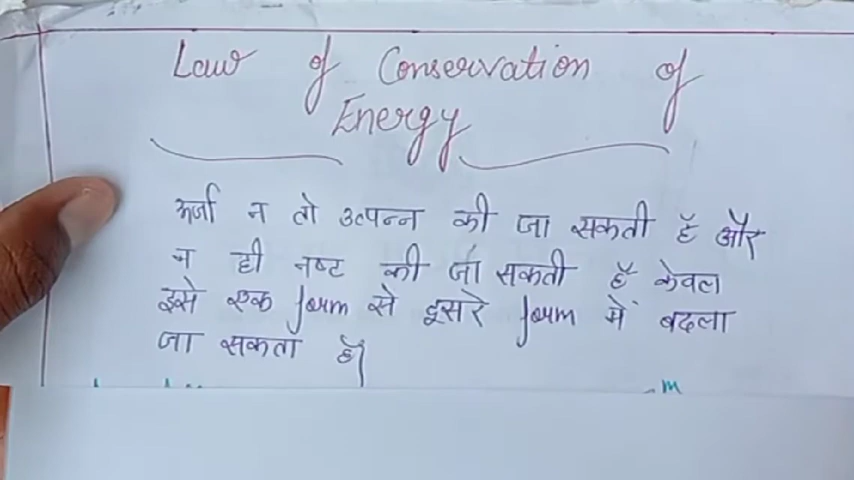 Law of Conservation of
Energy
ऊर्जा न तो उत्पन्न की जा सकती है और
न ही नष्ट की जा सकती है केवल
इसे एक form से दूसरे form में बदला
जा सकता है।
m